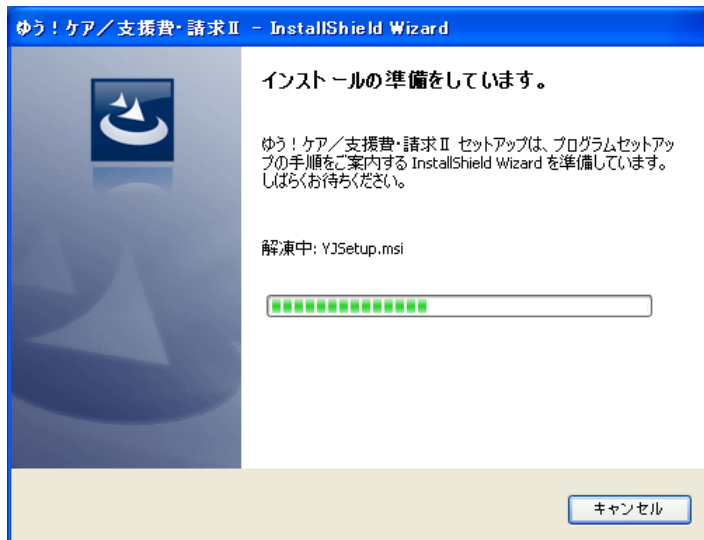 ゆう！ケア／支援費・請求Ⅱ － InstallShield Wizard
インストールの準備をしています。
ゆう！ケア／支援費・請求Ⅱ セットアップは、プログラムセットアッ
プの手順をご案内する InstallShield Wizard を準備しています。
しばらくお待ちください。
解凍中: YJSetup.msi
キャンセル